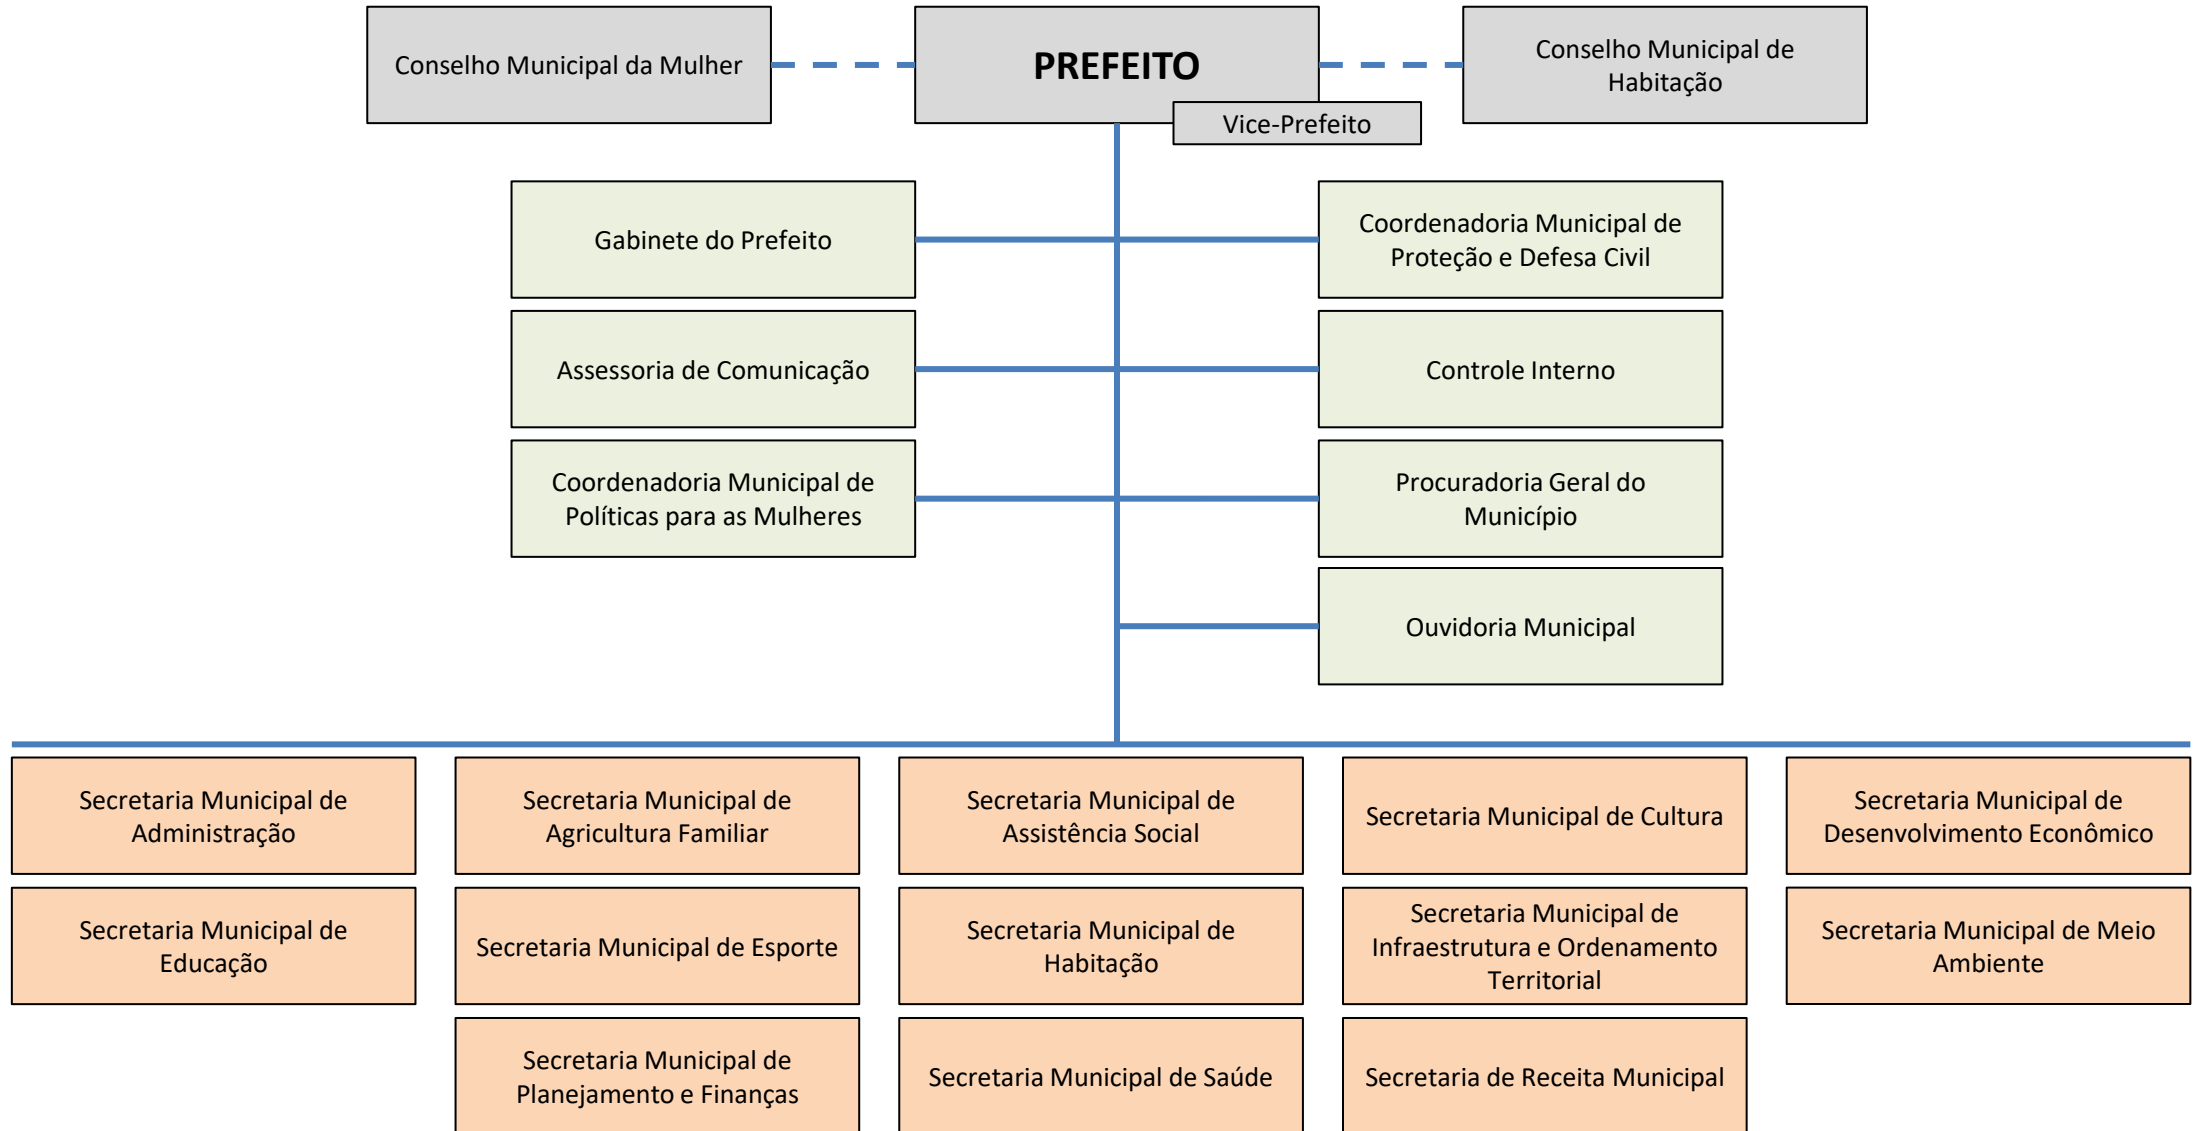 Conselho Municipal da Mulher
PREFEITO
Conselho Municipal de
Habitação
Vice-Prefeito
Gabinete do Prefeito
Coordenadoria Municipal de
Proteção e Defesa Civil
Assessoria de Comunicação
Controle Interno
Coordenadoria Municipal de
Políticas para as Mulheres
Procuradoria Geral do
Município
Ouvidoria Municipal
Secretaria Municipal de
Administração
Secretaria Municipal de
Agricultura Familiar
Secretaria Municipal de
Assistência Social
Secretaria Municipal de Cultura
Secretaria Municipal de
Desenvolvimento Econômico
Secretaria Municipal de
Educação
Secretaria Municipal de Esporte
Secretaria Municipal de
Habitação
Secretaria Municipal de
Infraestrutura e Ordenamento
Territorial
Secretaria Municipal de Meio
Ambiente
Secretaria Municipal de
Planejamento e Finanças
Secretaria Municipal de Saúde
Secretaria de Receita Municipal